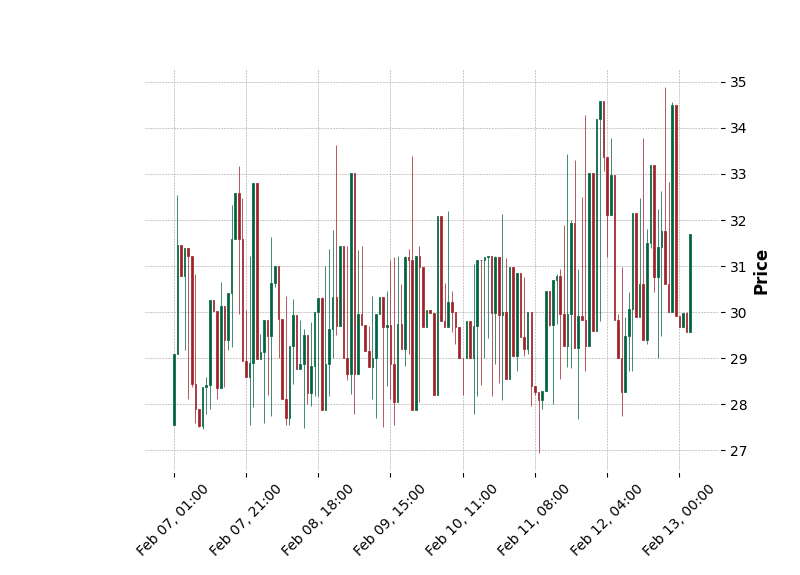 35
34
33
32
31
30
29
28
27
Price
Feb 07, 01:00
Feb 07, 21:00
Feb 08, 18:00
Feb 09, 15:00
Feb 10, 11:00
Feb 11, 08:00
Feb 12, 04:00
Feb 13, 00:00